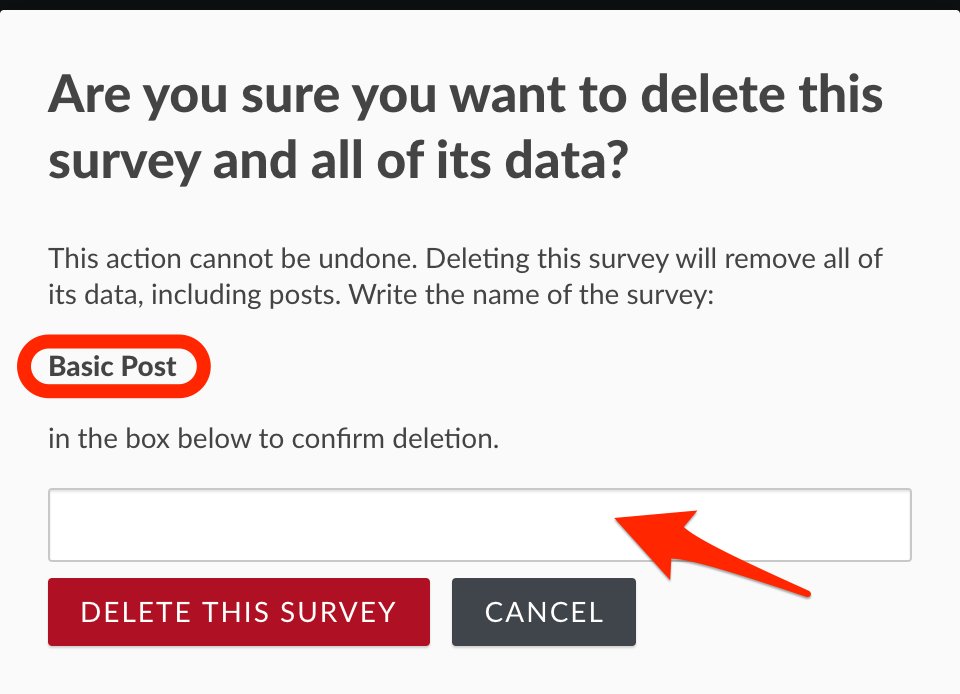 Are you sure you want to delete this
survey and all of its data?
This action cannot be undone. Deleting this survey will remove all of
its data, including posts. Write the name of the survey:
Basic Post
in the box below to confirm deletion.
DELETE THIS SURVEY
CANCEL